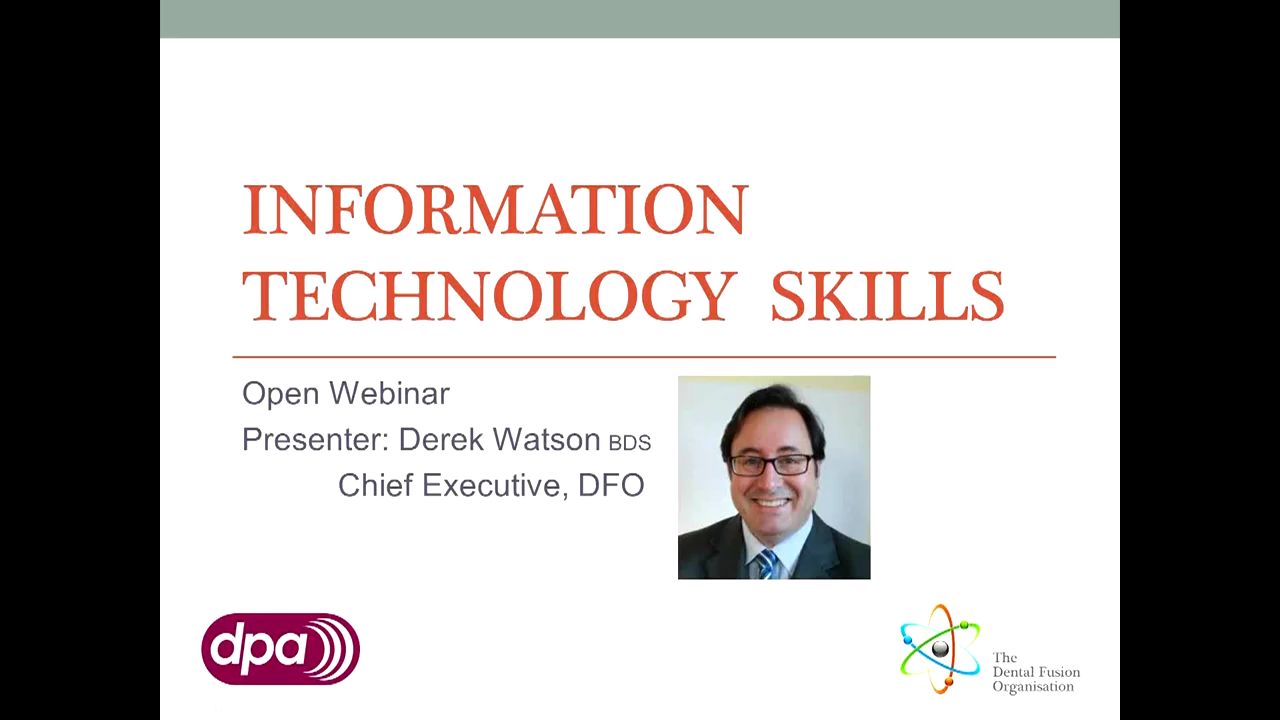 INFORMATION
TECHNOLOGY SKILLS
Open Webinar
Presenter: Derek Watson BDS
Chief Executive, DFO
dpa
The
Dental Fusion
Organisation